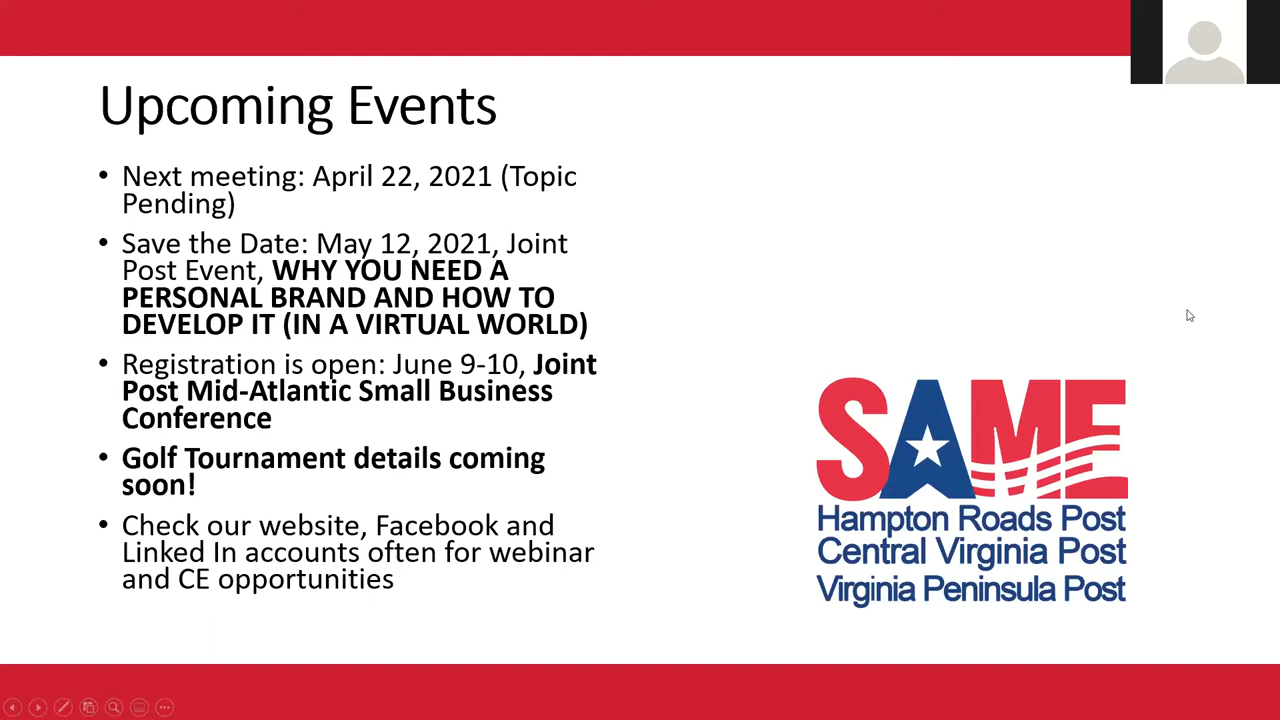 Upcoming Events
• Next meeting: April 22, 2021 (Topic
Pending)
• Save the Date: May 12, 2021, Joint
Post Event, WHY YOU NEED A
PERSONAL BRAND AND HOW TO
DEVELOP IT (IN A VIRTUAL WORLD)
• Registration is open: June 9-10, Joint
Post Mid-Atlantic Small Business
Conference
• Golf Tournament details coming
soon!
• Check our website, Facebook and
Linked In accounts often for webinar
and CE opportunities
SAME
Hampton Roads Post
Central Virginia Post
Virginia Peninsula Post